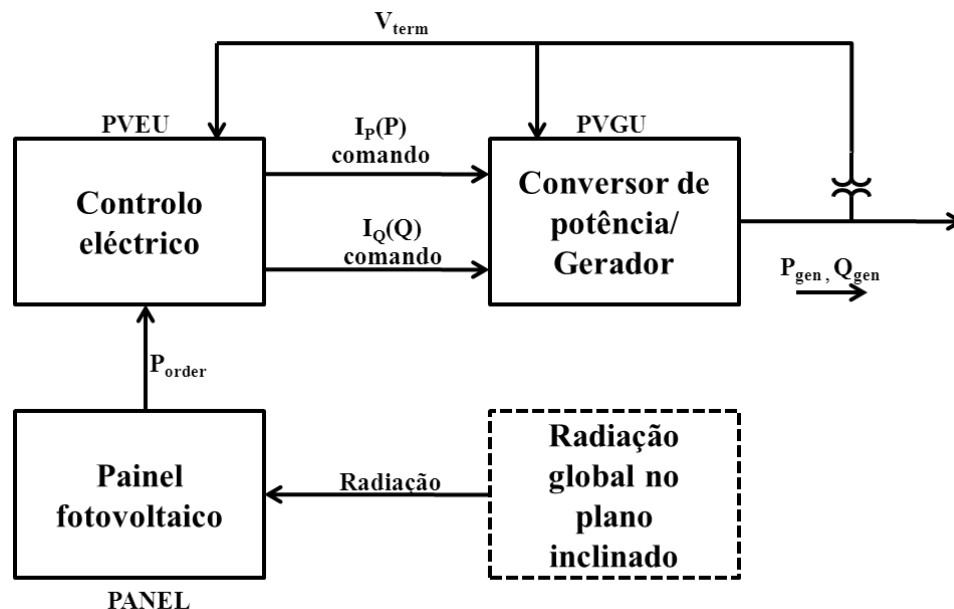 V_term
PVEU
I_P(P)
comando
PVGU
Controlo
eléctrico
I_Q(Q)
comando
Conversor de
potência/
Gerador
P_gen , Q_gen
P_order
Painel
fotovoltaico
Radiação
Radiação
global no
plano
inclinado
PANEL